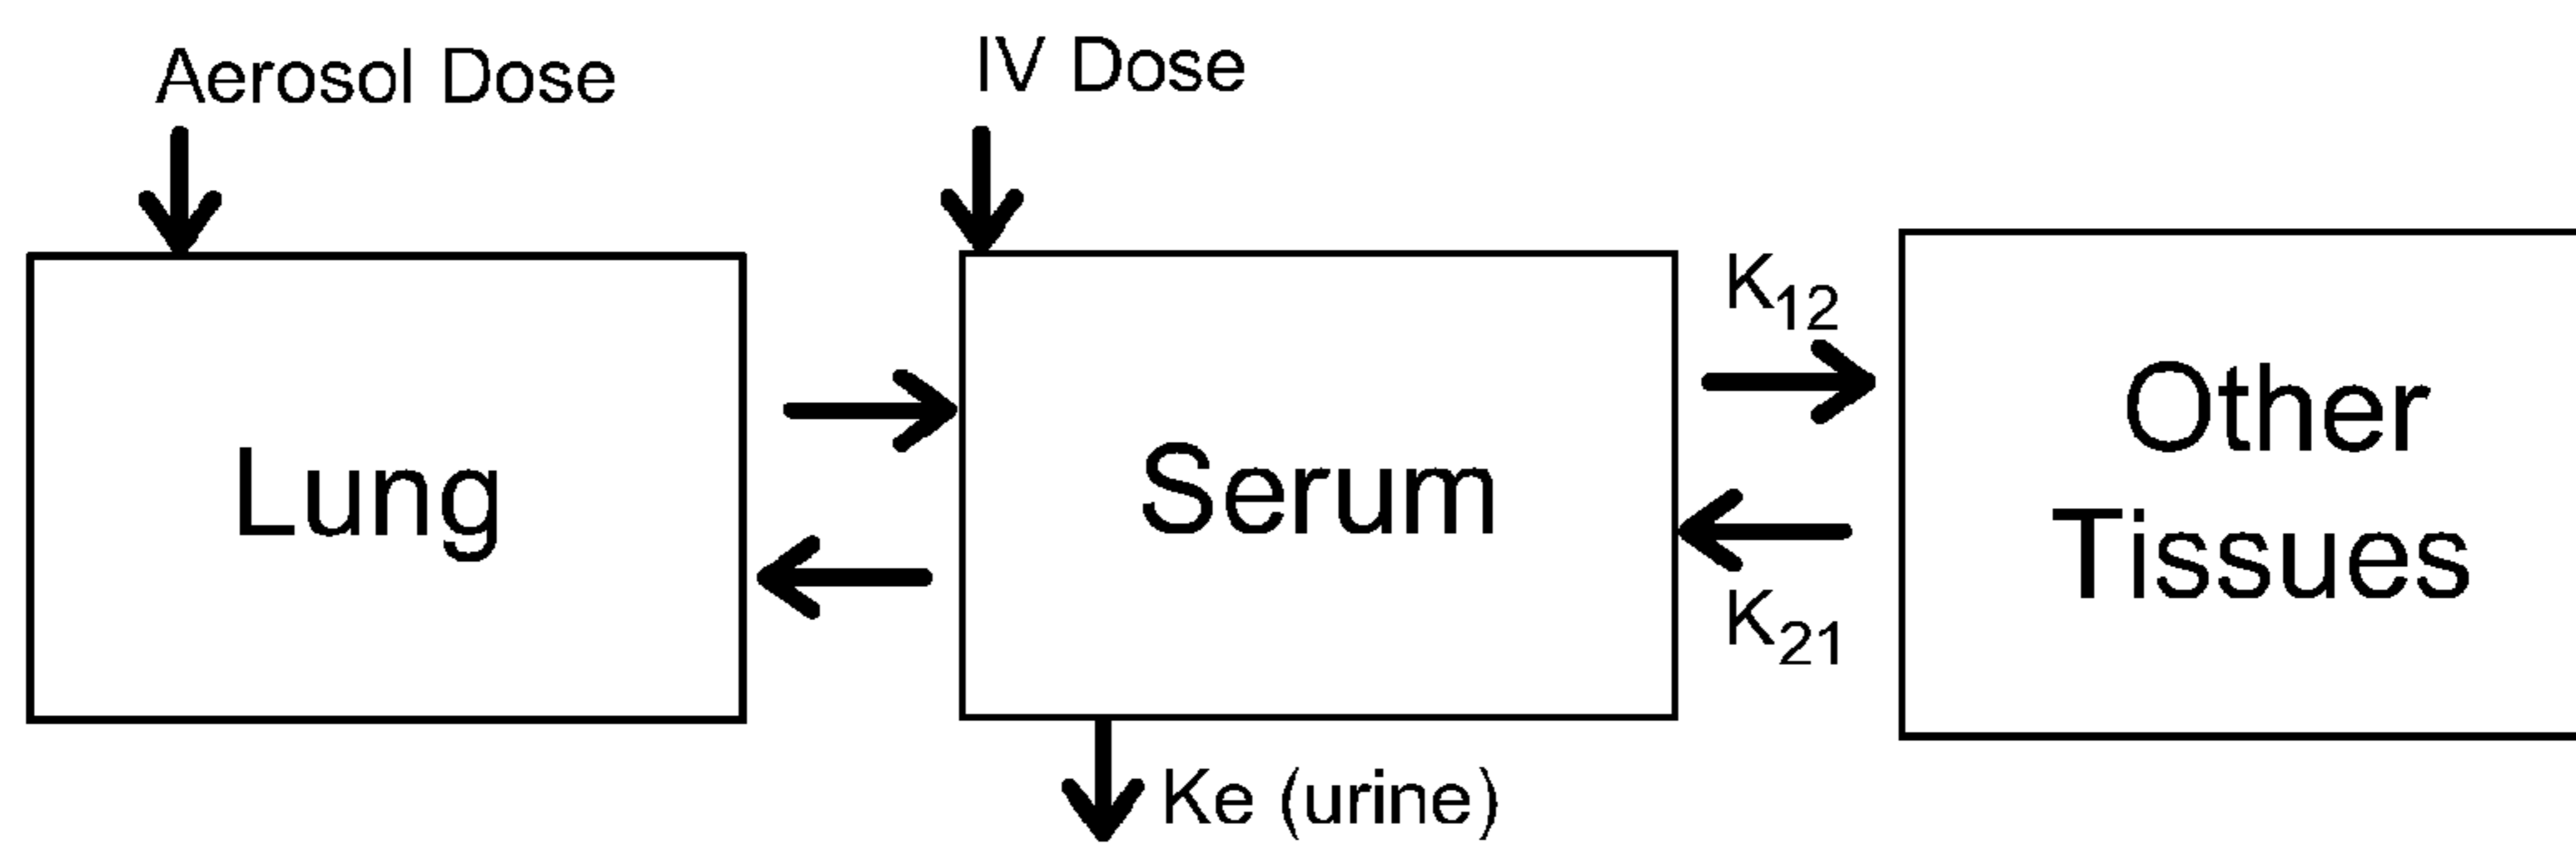 Aerosol Dose
IV Dose
Lung
Serum
K12
K21
Other
Tissues
Ke (urine)